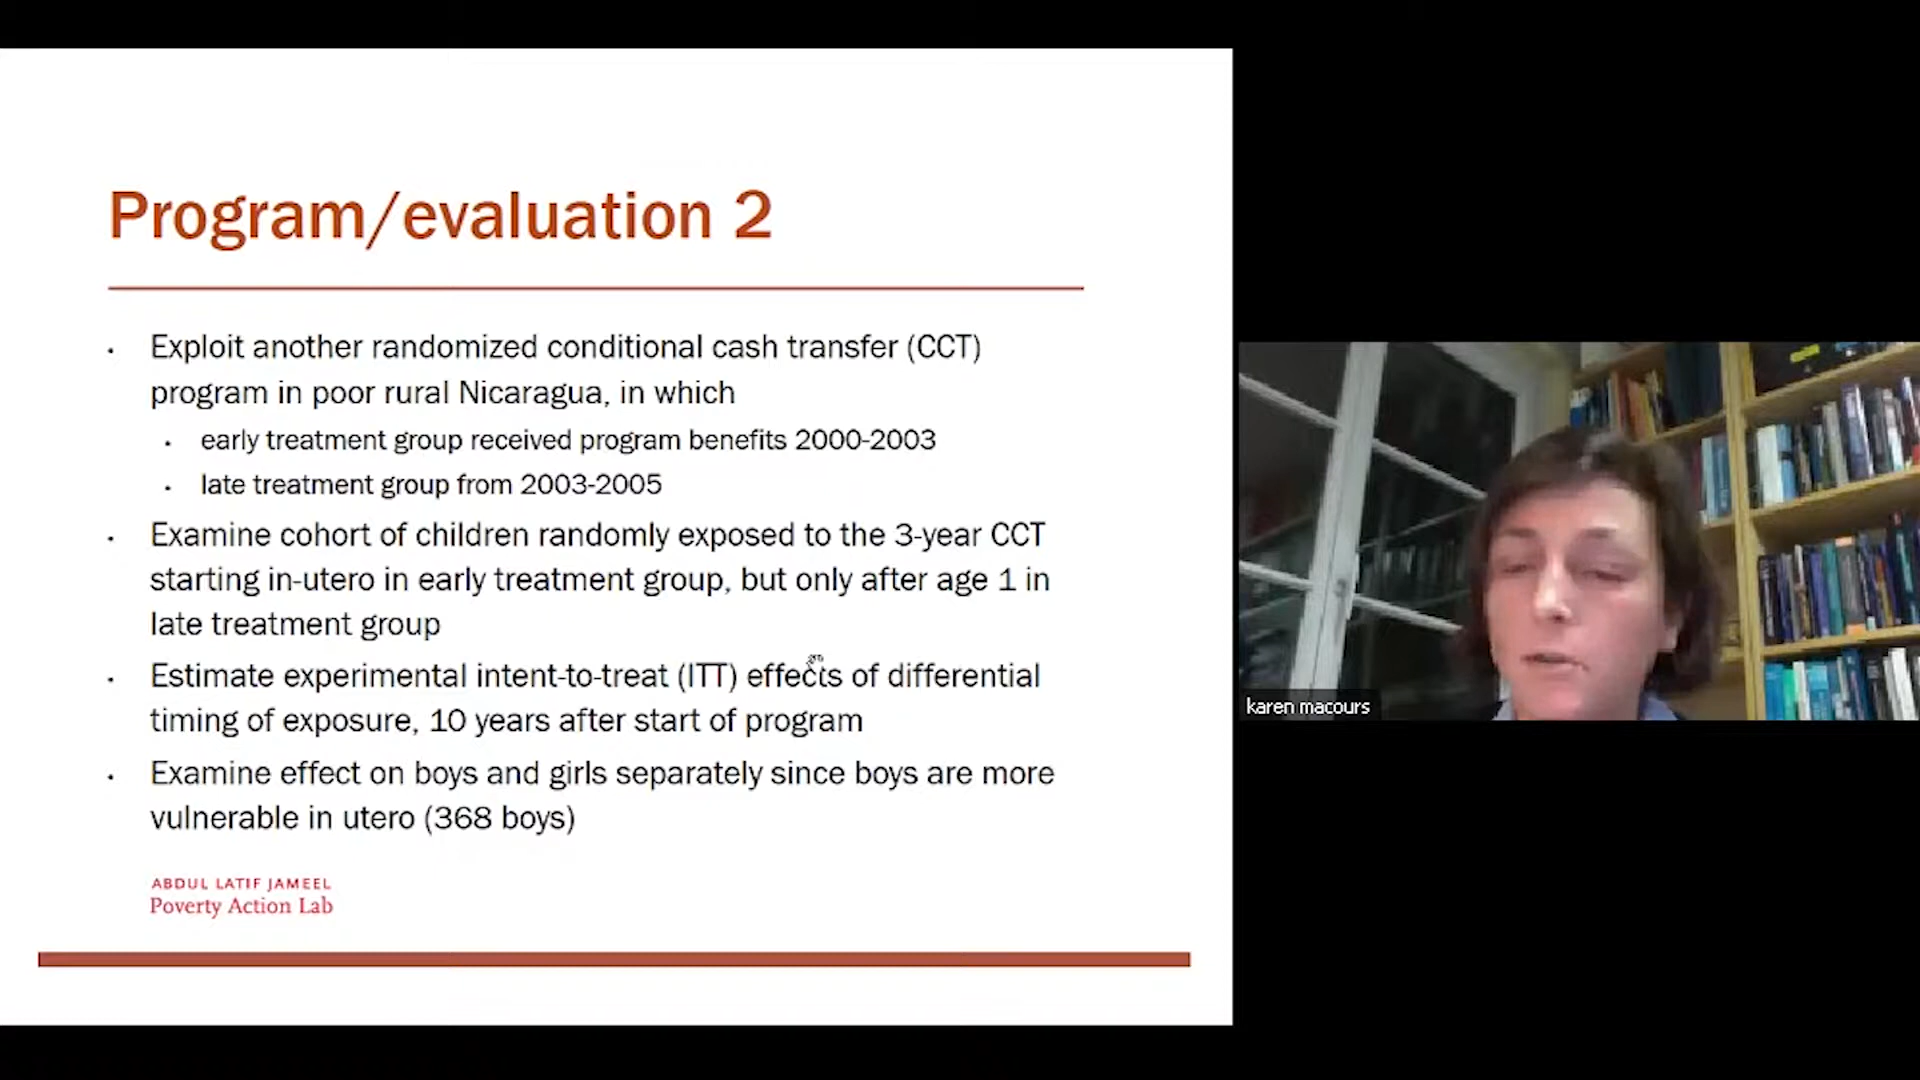 Program/evaluation 2
Exploit another randomized conditional cash transfer (CCT)
program in poor rural Nicaragua, in which
early treatment group received program benefits 2000-2003
late treatment group from 2003-2005
Examine cohort of children randomly exposed to the 3-year CCT
starting in-utero in early treatment group, but only after age 1 in
late treatment group
Estimate experimental intent-to-treat (ITT) effects of differential
timing of exposure, 10 years after start of program
Examine effect on boys and girls separately since boys are more
vulnerable in utero (368 boys)
ABDUL LATIF JAMEEL
Poverty Action Lab
karen macours